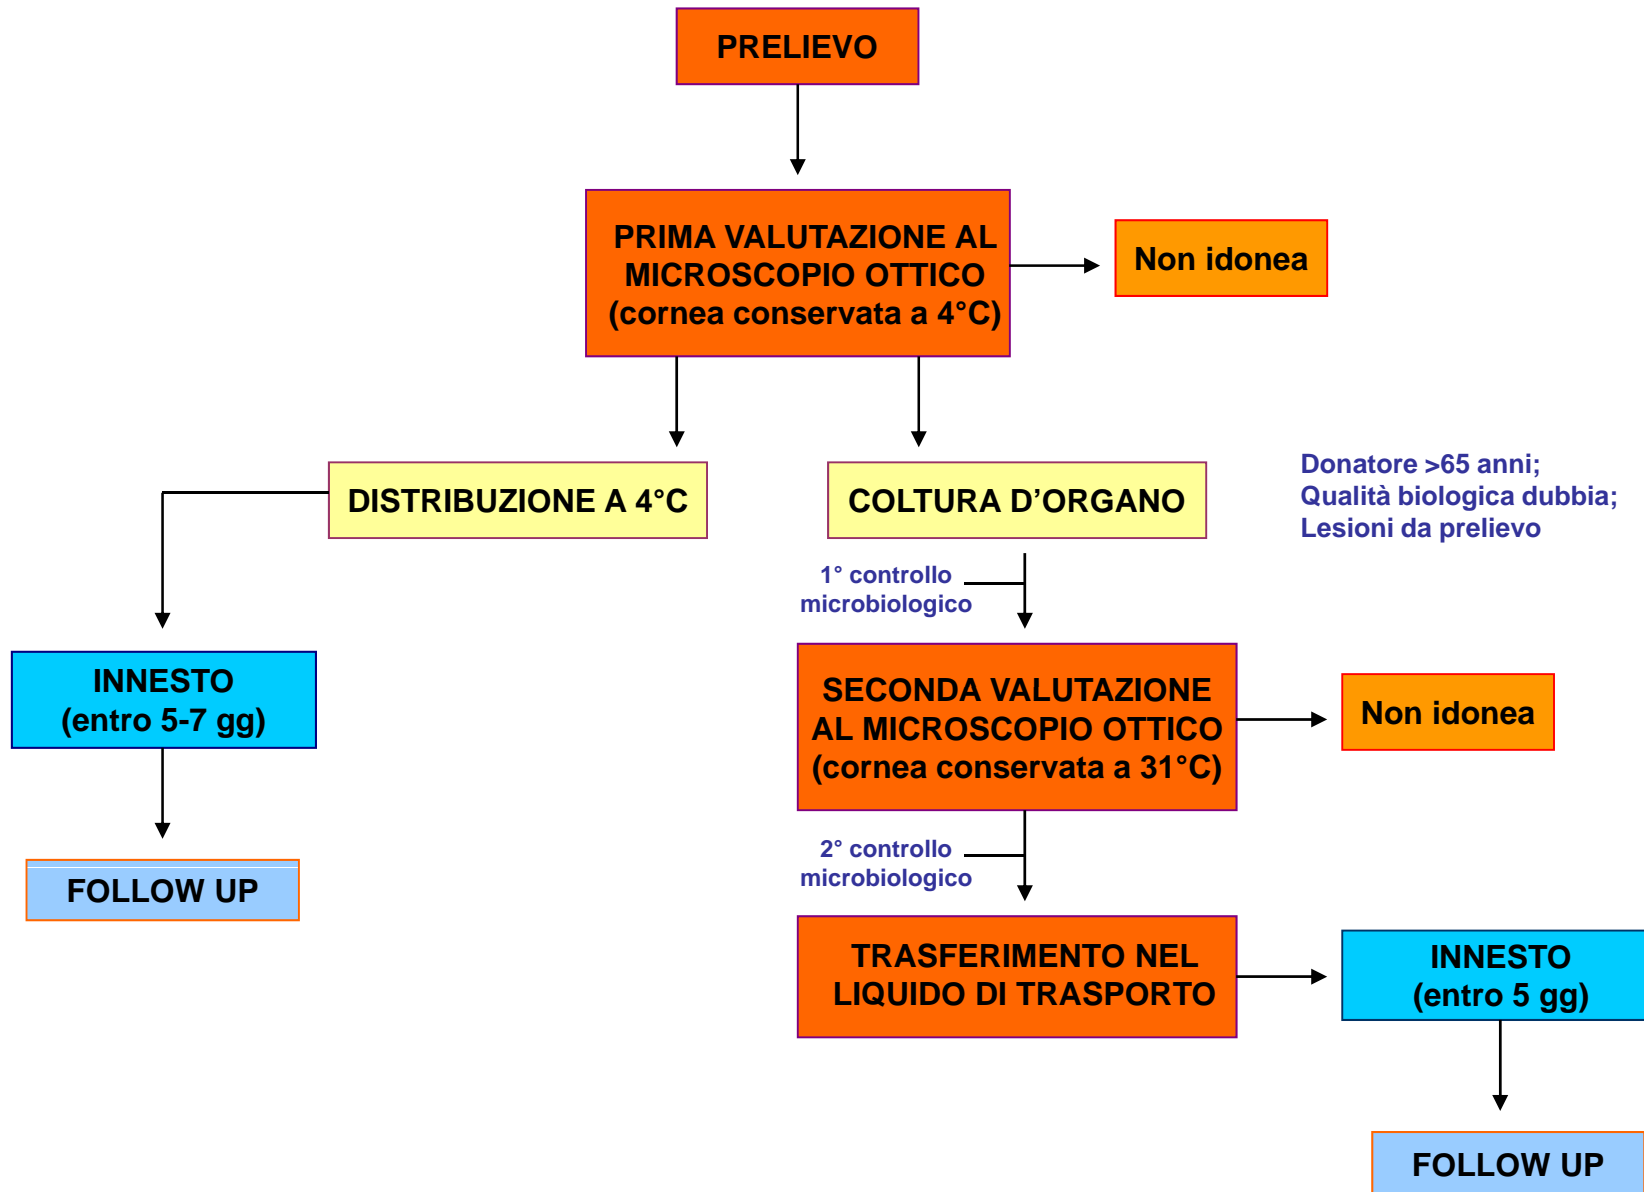 PRELIEVO
PRIMA VALUTAZIONE AL
MICROSCOPIO OTTICO
(cornea conservata a 4°C)
Non idonea
DISTRIBUZIONE A 4°C
COLTURA D’ORGANO
Donatore >65 anni;
Qualità biologica dubbia;
Lesioni da prelievo
1° controllo
microbiologico
INNESTO
(entro 5-7 gg)
SECONDA VALUTAZIONE
AL MICROSCOPIO OTTICO
(cornea conservata a 31°C)
Non idonea
2° controllo
microbiologico
FOLLOW UP
TRASFERIMENTO NEL
LIQUIDO DI TRASPORTO
INNESTO
(entro 5 gg)
FOLLOW UP